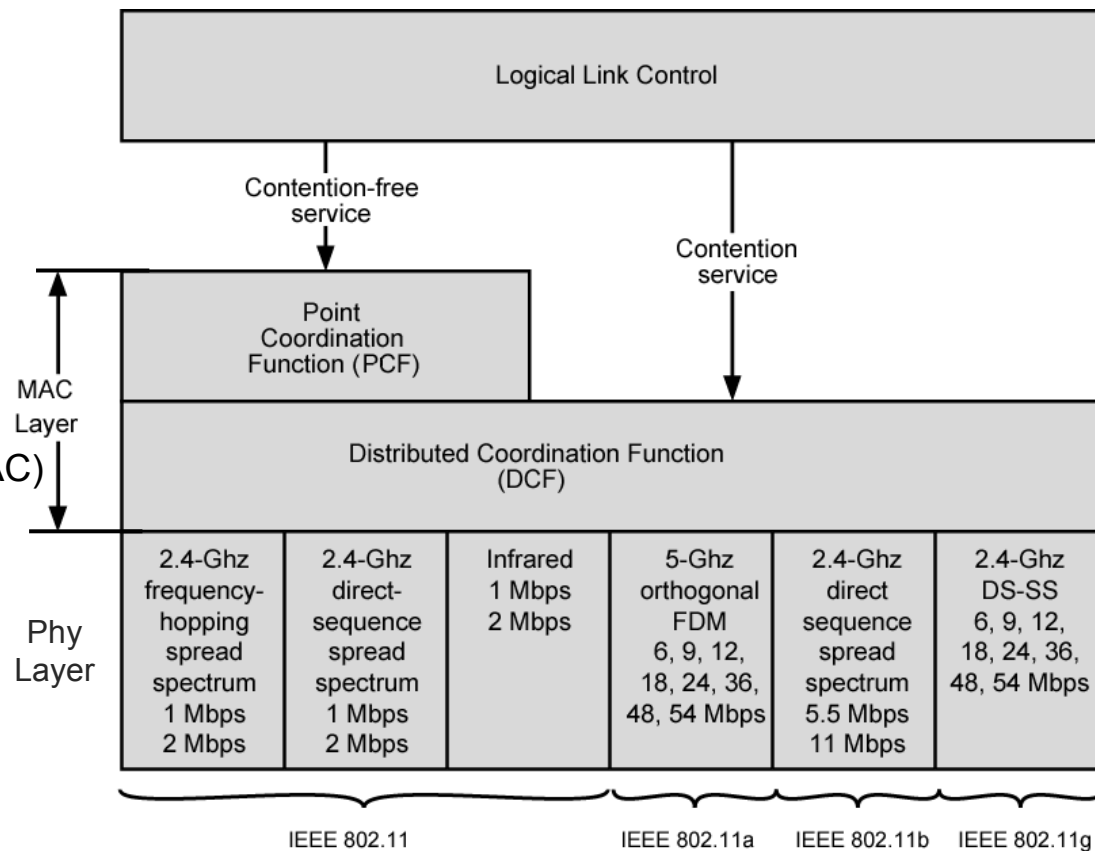 Logical Link Control
Contention-free
service
Contention
service
Point
Coordination
Function (PCF)
MAC
Layer
AC)
Distributed Coordination Function
(DCF)
Phy
Layer
2.4-Ghz
frequency-
hopping
spread
spectrum
1 Mbps
2 Mbps
2.4-Ghz
direct-
sequence
spread
spectrum
1 Mbps
2 Mbps
Infrared
1 Mbps
2 Mbps
5-Ghz
orthogonal
FDM
6, 9, 12,
18, 24, 36,
48, 54 Mbps
2.4-Ghz
direct
sequence
spread
spectrum
5.5 Mbps
11 Mbps
2.4-Ghz
DS-SS
6, 9, 12,
18, 24, 36,
48, 54 Mbps
IEEE 802.11
IEEE 802.11a
IEEE 802.11b
IEEE 802.11g